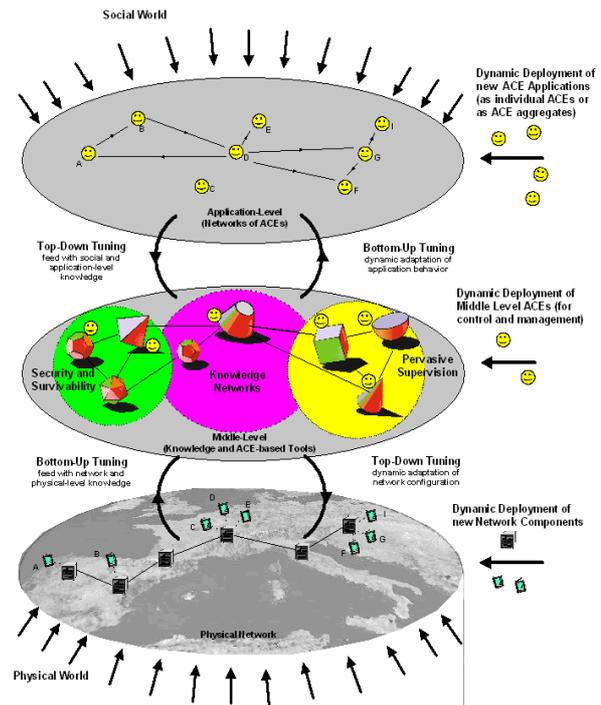 Social World
Dynamic Deployment of
new ACE Applications
(as individual ACEs or
as ACE aggregates)
B
E
I
A
D
G
C
F
Application-Level
(Networks of ACEs)
Top-Down Tuning
feed with social and
application-level
knowledge
Bottom-Up Tuning
dynamic adaptation of
application behavior
Dynamic Deployment of
Middle Level ACEs (for
control and management)
Security and
Survivability
Knowledge
Networks
Pervasive
Supervision
Middle-Level
(Knowledge and ACE-based Tools)
Bottom-Up Tuning
feed with network and
physical-level knowledge
Top-Down Tuning
dynamic adaptation of
network configuration
Dynamic Deployment of
new Network Components
D
E
C
I
G
F
B
A
Physical Network
Physical World